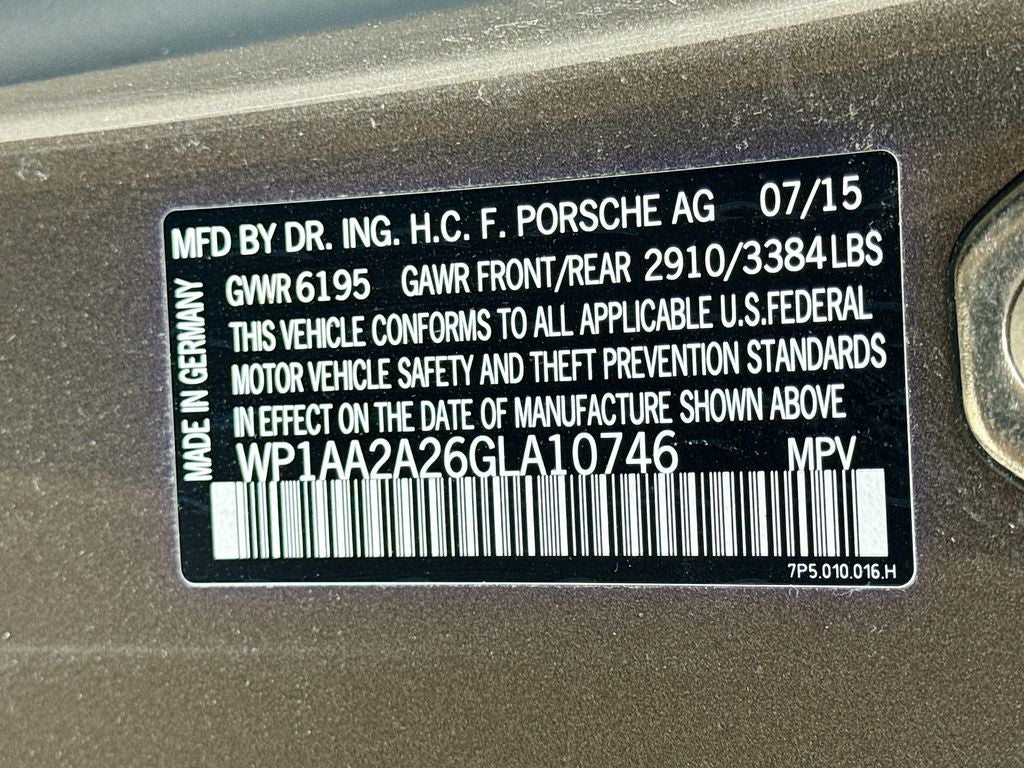 MFD BY DR. ING. H.C. F. PORSCHE AG 07/15
GVWR 6195 GAWR FRONT/REAR 2910/3384 LBS
THIS VEHICLE CONFORMS TO ALL APPLICABLE U.S.FEDERAL
MOTOR VEHICLE SAFETY AND THEFT PREVENTION STANDARDS
IN EFFECT ON THE DATE OF MANUFACTURE SHOWN ABOVE
WP1AA2A26GLA10746 MPV
7P5.010.016.H
MADE IN GERMANY